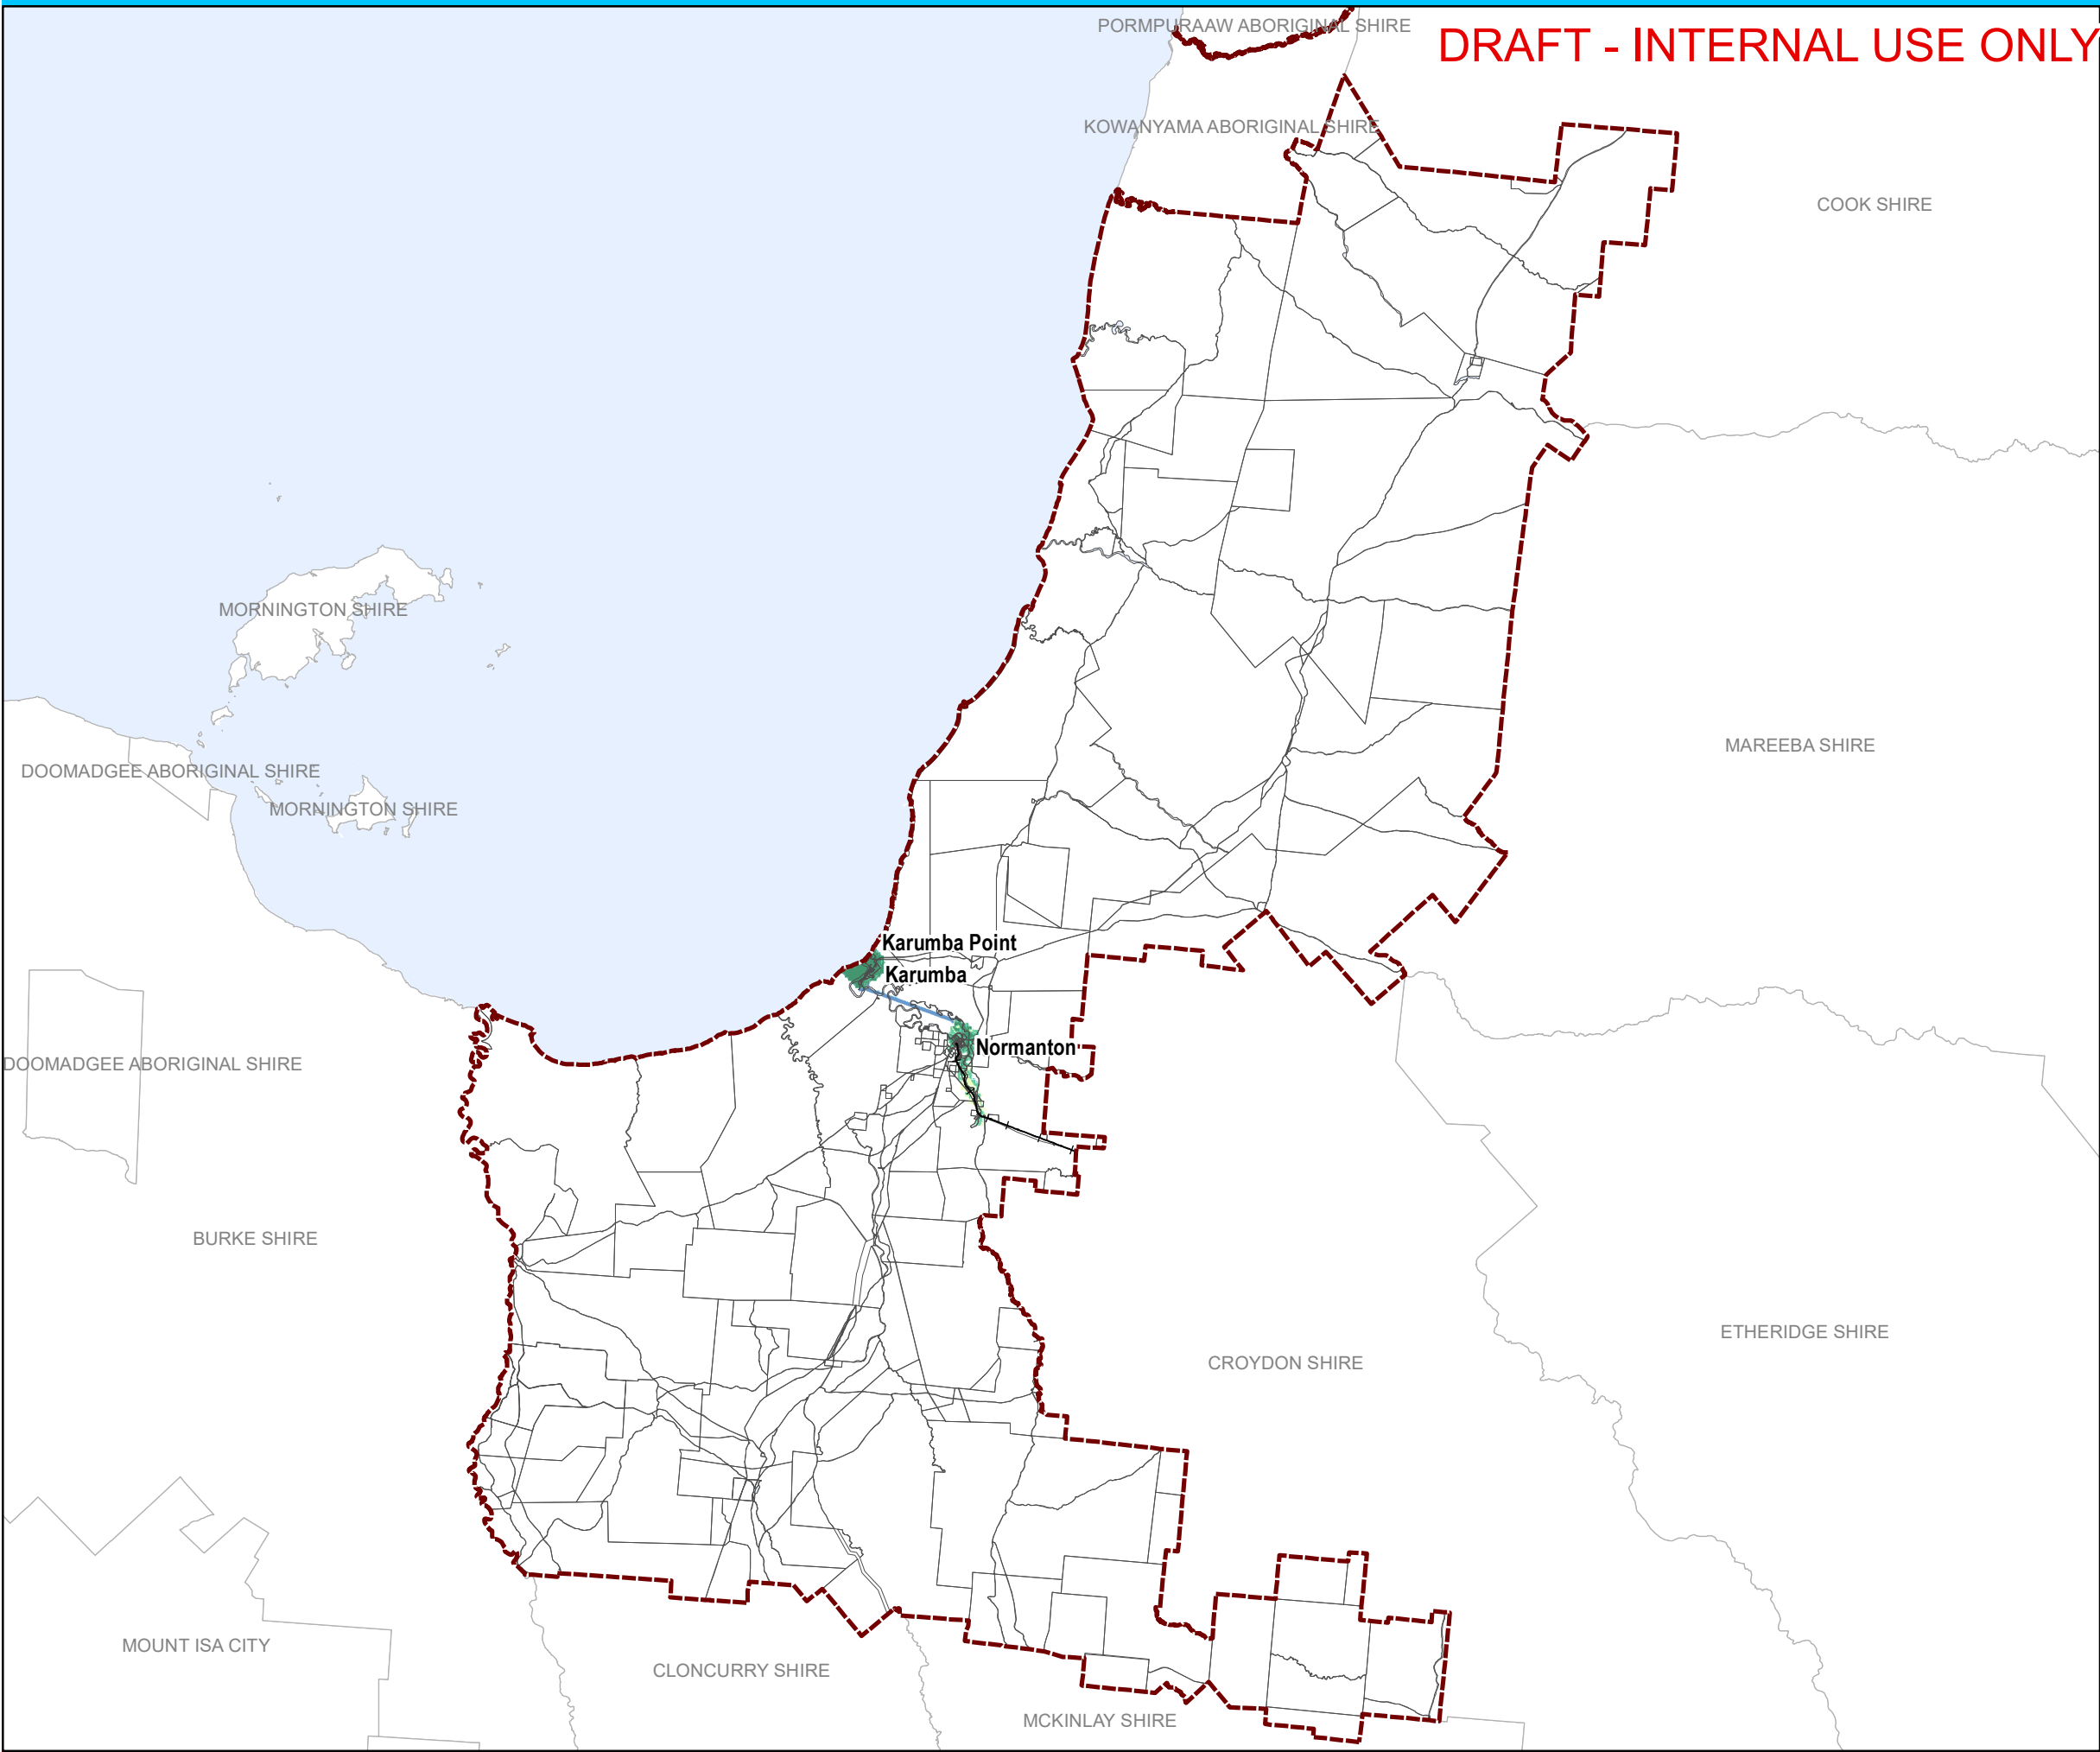 PORMPURAAW ABORIGINAL SHIRE
DRAFT - INTERNAL USE ONLY
KOWANYAMA ABORIGINAL SHIRE
COOK SHIRE
MORNINGTON SHIRE
MAREEBA SHIRE
DOOMADGEE ABORIGINAL SHIRE
MORNINGTON SHIRE
Karumba Point
Karumba
Normanton
DOOMADGEE ABORIGINAL SHIRE
BURKE SHIRE
ETHERIDGE SHIRE
CROYDON SHIRE
MOUNT ISA CITY
CLONCURRY SHIRE
MCKINLAY SHIRE